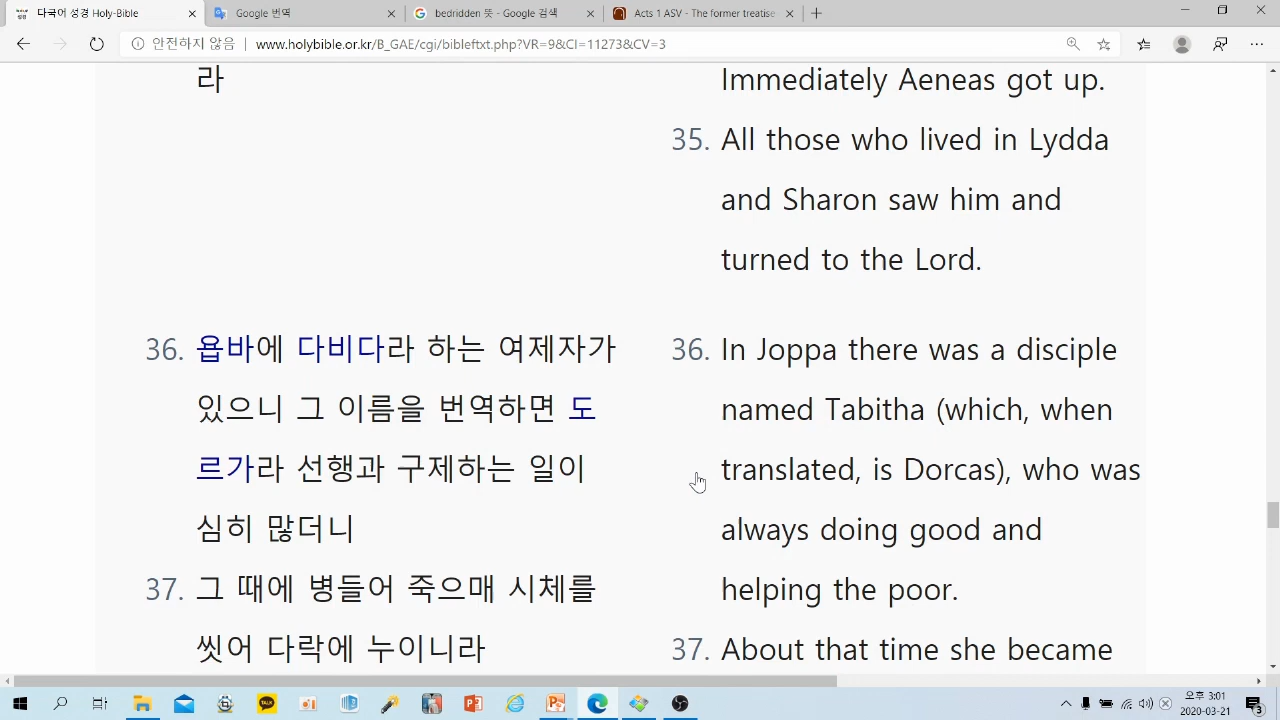 다국어 성경 Holy-Bible
Google 번역
bedridden 뜻 - Google 검색
Acts 1 ASV - The former treatise
안전하지 않음
www.holybible.or.kr/B_GAE/cgi/bibleftxt.php?VR=9&CI=11273&CV=3
라
Immediately Aeneas got up.
35. All those who lived in Lydda
and Sharon saw him and
turned to the Lord.
36. 욥바에 다비다라 하는 여제자가
있으니 그 이름을 번역하면 도
르가라 선행과 구제하는 일이
심히 많더니
37. 그 때에 병들어 죽으매 시체를
씻어 다락에 누이니라
36. In Joppa there was a disciple
named Tabitha (which, when
translated, is Dorcas), who was
always doing good and
helping the poor.
37. About that time she became
TALK
오후 3:01
2020-03-21
3